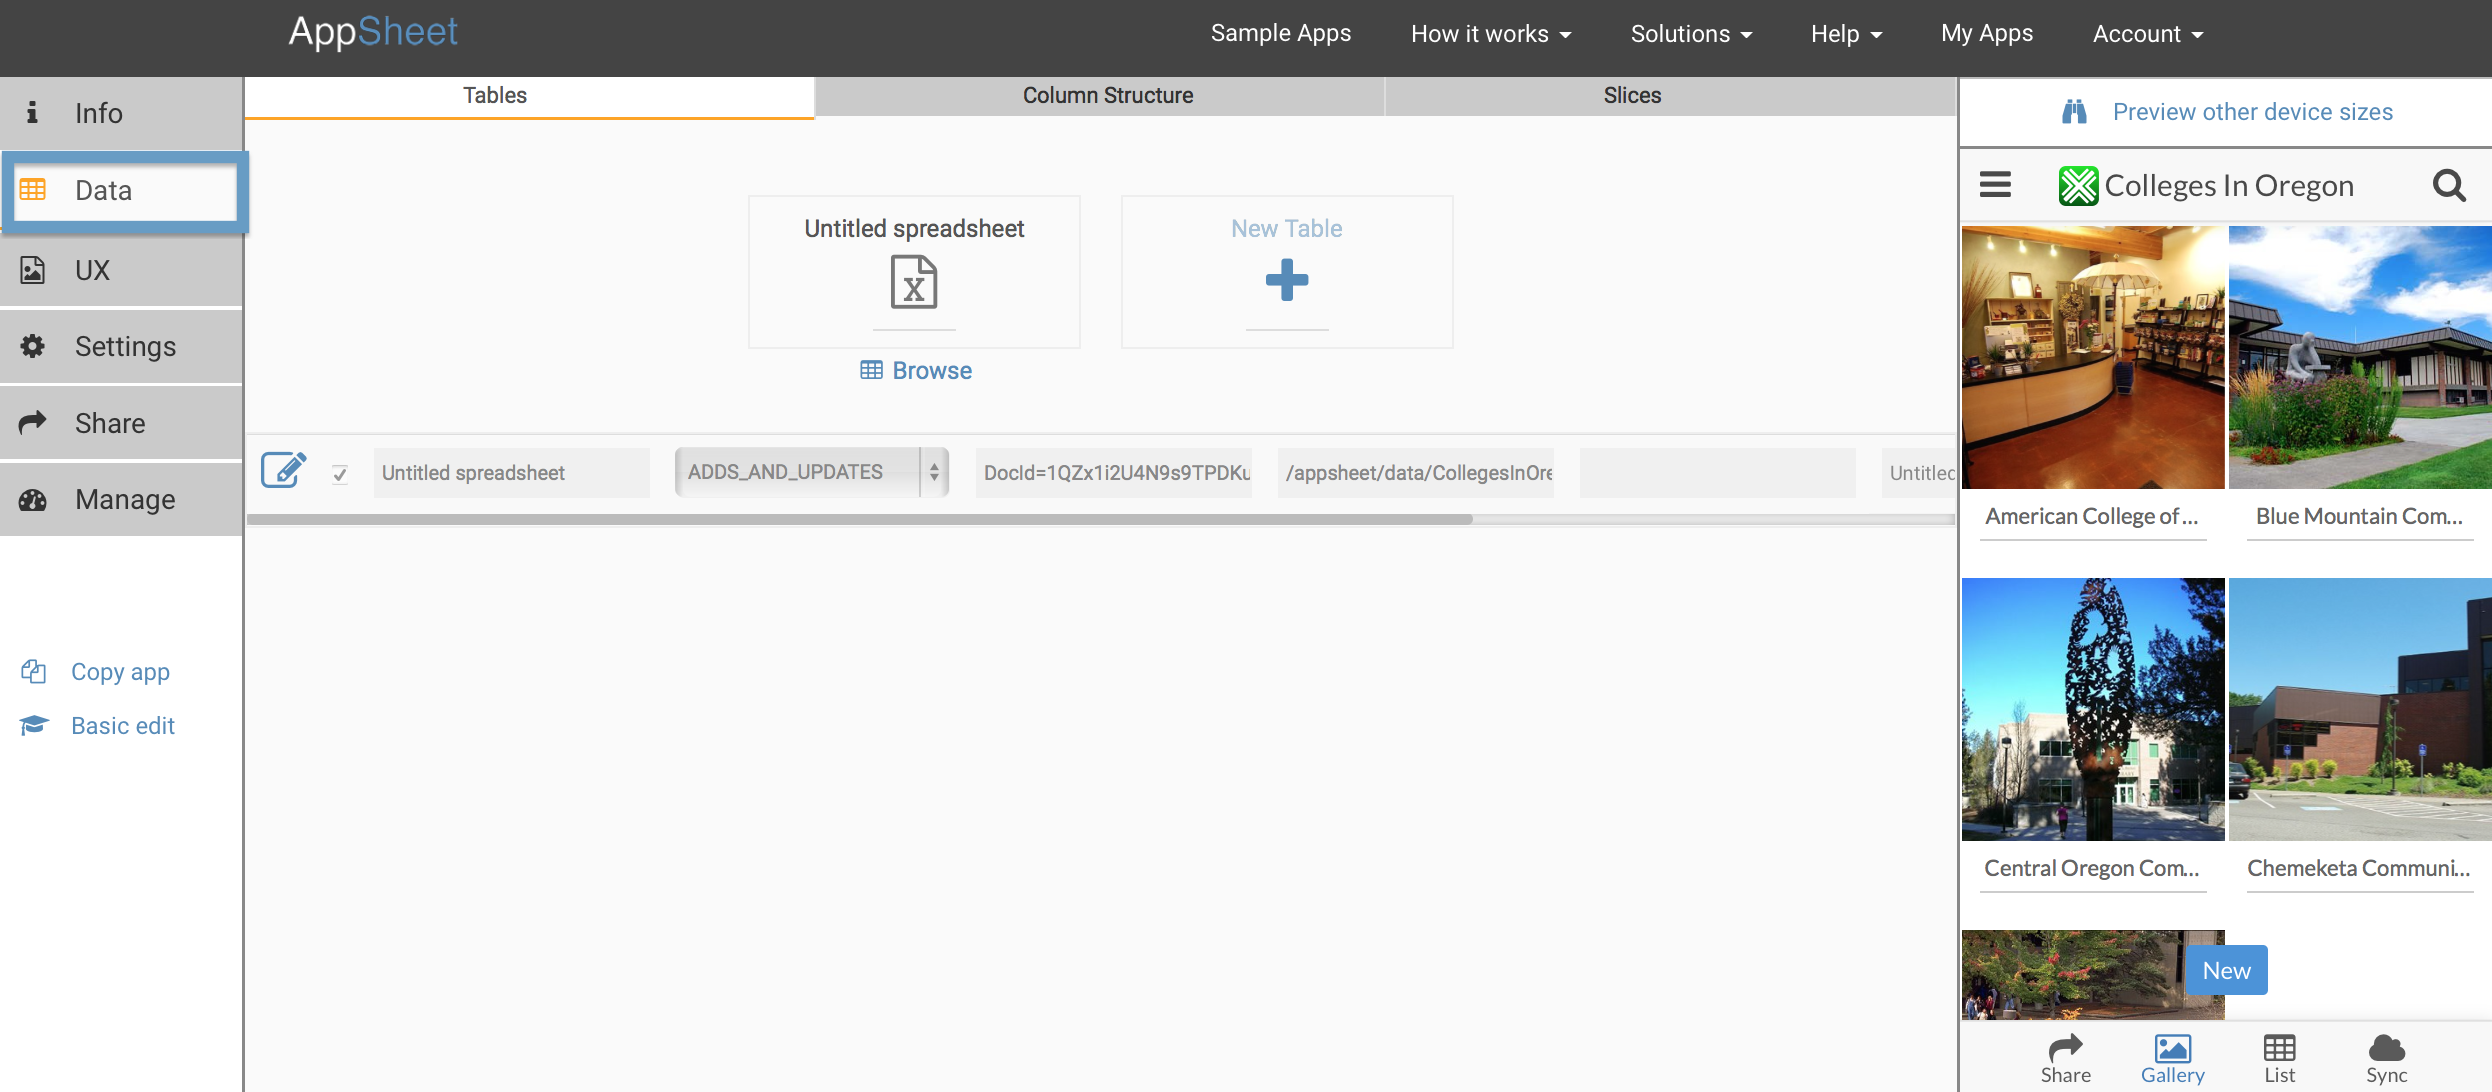 AppSheet
Sample Apps
How it works
Solutions
Help
My Apps
Account
Info
Data
UX
Settings
Share
Manage
Copy app
Basic edit
Tables
Column Structure
Slices
Untitled spreadsheet
X
New Table
Browse
Untitled spreadsheet
ADDS_AND_UPDATES
DocId=1QZx1i2U4N9s9TPDKu
/appsheet/data/CollegesInOre
Untitled
Preview other device sizes
Colleges In Oregon
American College of...
Blue Mountain Com...
Central Oregon Com...
Chemeketa Communi...
New
Share
Gallery
List
Sync